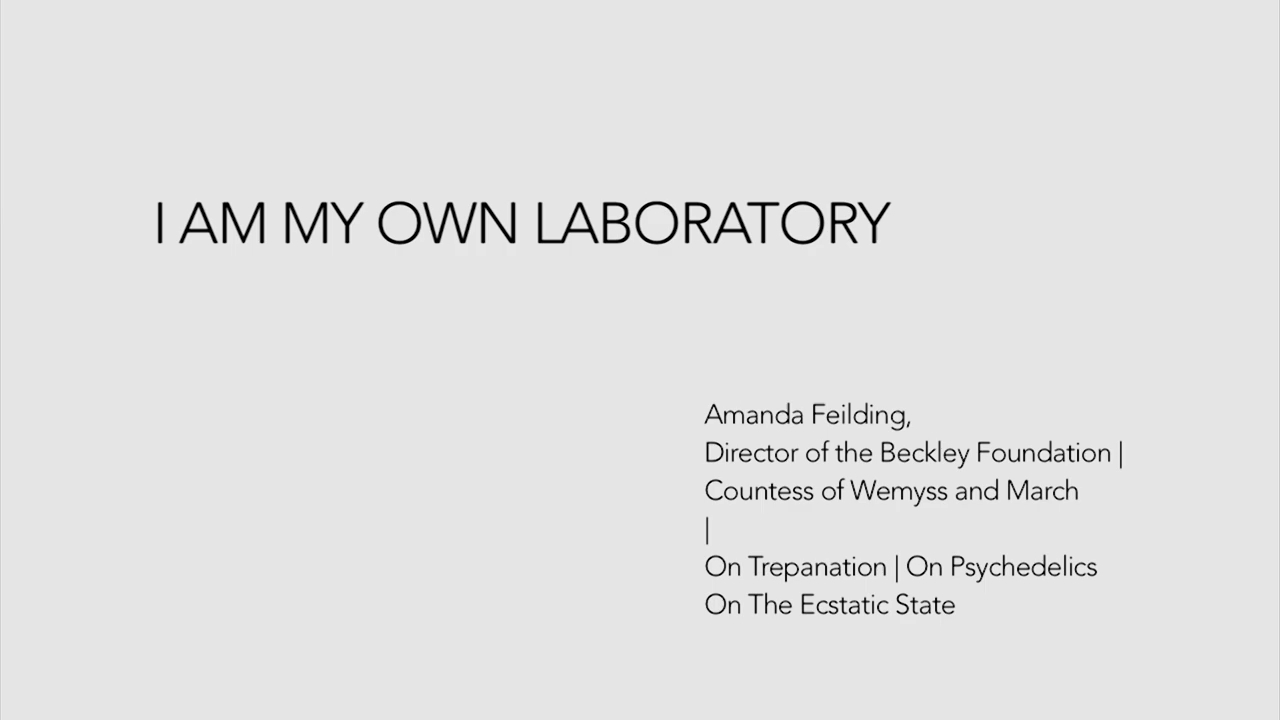 I AM MY OWN LABORATORY
Amanda Feilding,
Director of the Beckley Foundation |
Countess of Wemyss and March
|
On Trepanation | On Psychedelics
On The Ecstatic State